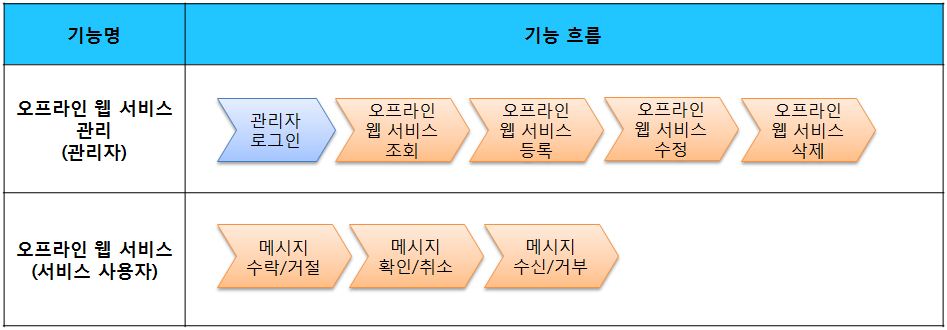 기능명
기능 흐름
오프라인 웹 서비스
관리
(관리자)
관리자
로그인
오프라인
웹 서비스
조회
오프라인
웹 서비스
등록
오프라인
웹 서비스
수정
오프라인
웹 서비스
삭제
오프라인 웹 서비스
(서비스 사용자)
메시지
수락/거절
메시지
확인/취소
메시지
수신/거부